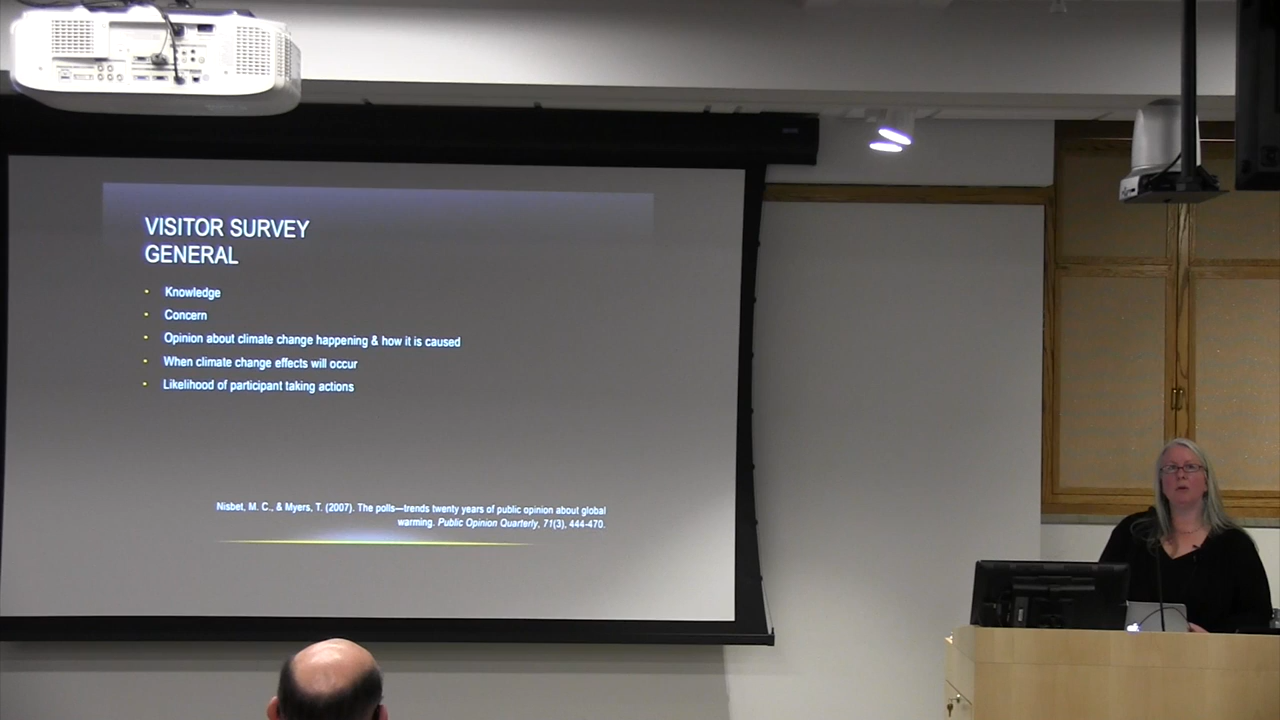 VISITOR SURVEY
GENERAL
Knowledge
Concern
Opinion about climate change happening & how it is caused
When climate change effects will occur
Likelihood of participant taking actions
Nisbet, M. C., & Myers, T. (2007). The polls—trends twenty years of public opinion about global
warming. Public Opinion Quarterly, 71(3), 444-470.